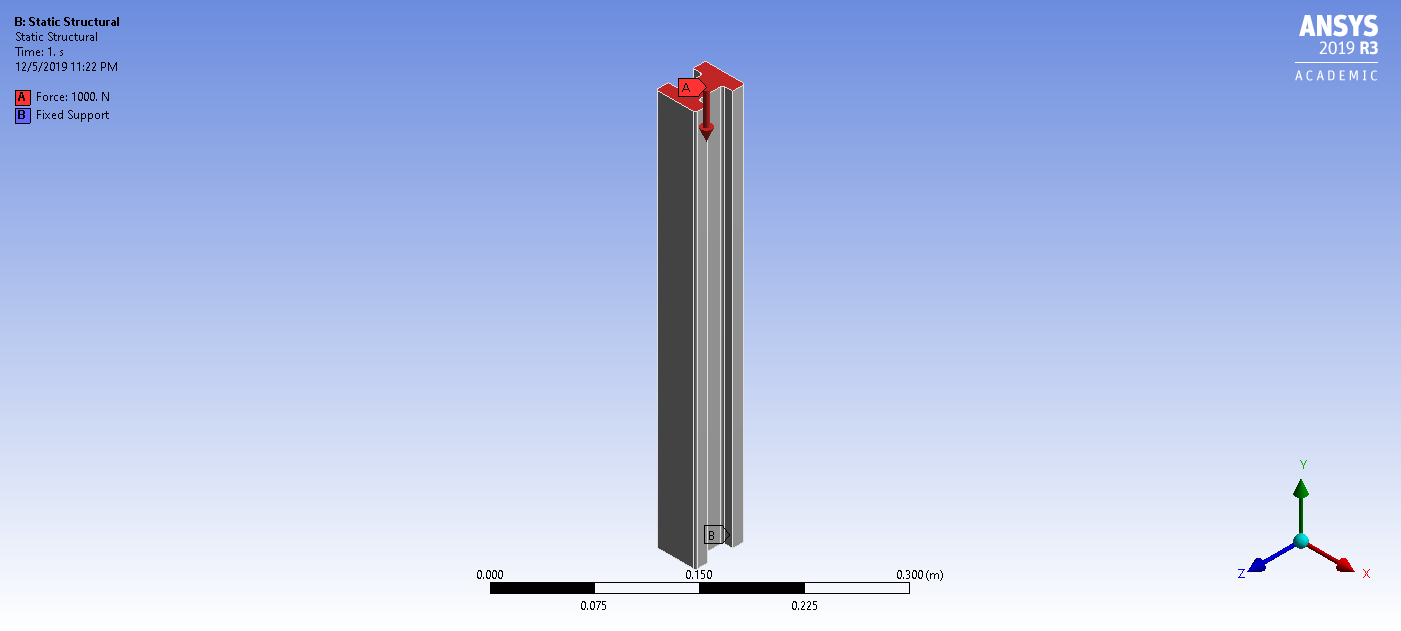 B: Static Structural
Static Structural
Time: 1. s
12/5/2019 11:22 PM
A Force: 1000. N
B Fixed Support
ANSYS
2019 R3
ACADEMIC
A
B
0.000 0.150 0.300 (m)
0.075 0.225
Y
Z X